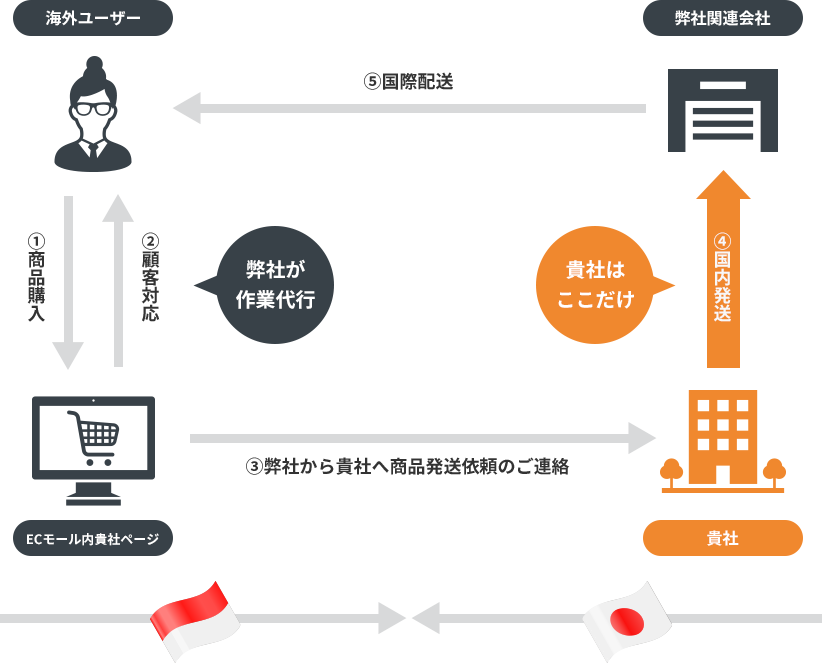 海外ユーザー
弊社関連会社
⑤国際配送
①商品購入
②顧客対応
弊社が
作業代行
貴社は
ここだけ
④国内発送
③弊社から貴社へ商品発送依頼のご連絡
ECモール内貴社ページ
貴社